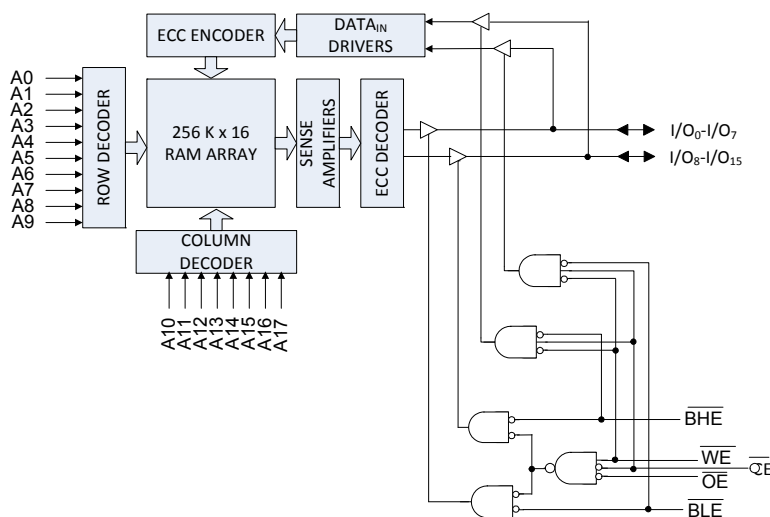 ECC ENCODER
DATAIN
DRIVERS
A0
A1
A2
A3
A4
A5
A6
A7
A8
A9
ROW DECODER
256 K x 16
RAM ARRAY
SENSE
AMPLIFIERS
ECC DECODER
I/O0-I/O7
I/O8-I/O15
COLUMN
DECODER
A10
A11
A12
A13
A14
A15
A16
A17
BHE
WE
CE
OE
BLE